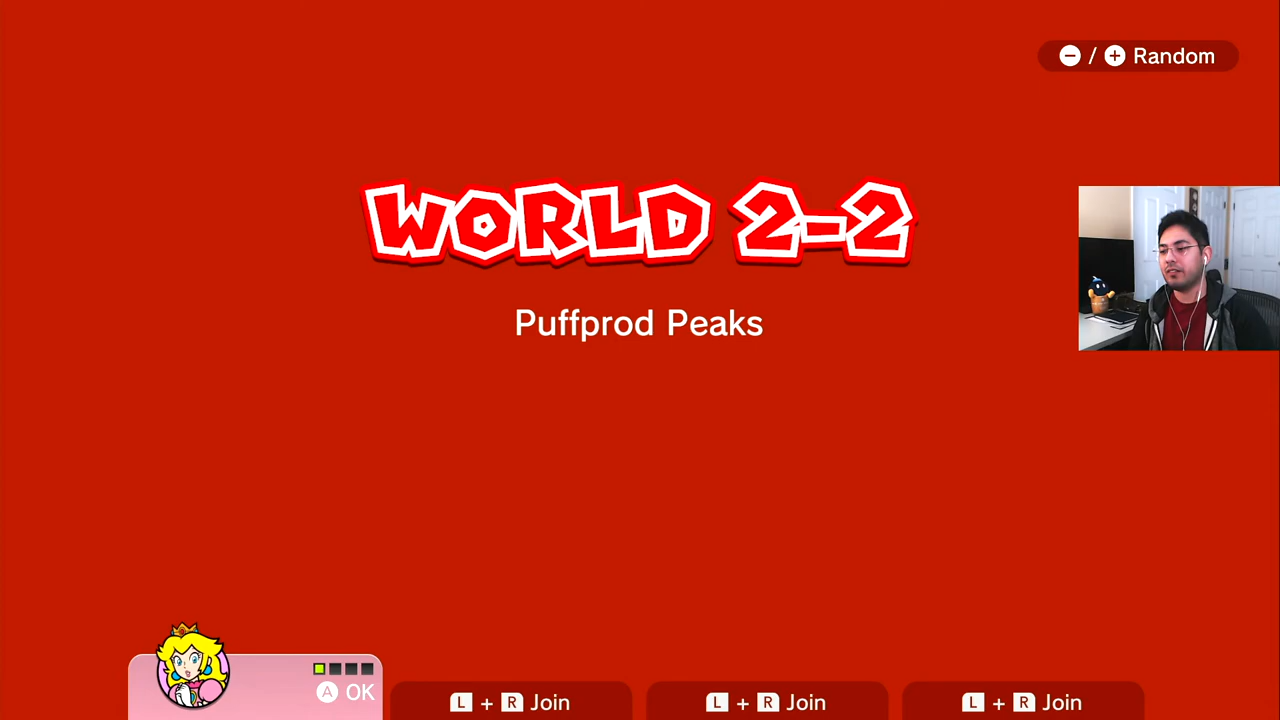 - / + Random
WORLD 2-2
Puffprod Peaks
A OK
L + R Join
L + R Join
L + R Join